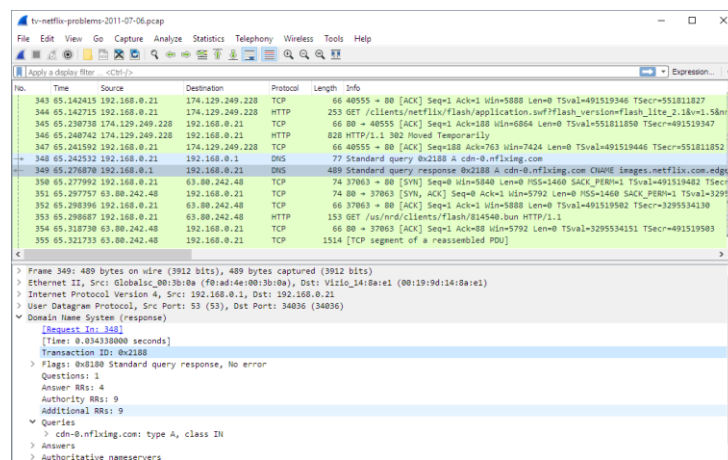 tv-netflix-problems-2011-07-06.pcap
File Edit View Go Capture Analyze Statistics Telephony Wireless Tools Help
Apply a display filter ... <Ctrl-/> Expression...
No. Time Source Destination Protocol Length Info
343 65.142415 192.168.0.21 174.129.249.228 TCP 66 40555 → 80 [ACK] Seq=1 Ack=1 Win=5888 Len=0 TSval=491519346 TSecr=551811827
344 65.142715 192.168.0.21 174.129.249.228 HTTP 253 GET /clients/netflix/flash/application.swf?flash_version=flash_lite_2.1&v=1.5&n
345 65.230738 174.129.249.228 192.168.0.21 TCP 66 80 → 40555 [ACK] Seq=1 Ack=188 Win=6864 Len=0 TSval=551811850 TSecr=491519347
346 65.240742 174.129.249.228 192.168.0.21 HTTP 828 HTTP/1.1 302 Moved Temporarily
347 65.241592 192.168.0.21 174.129.249.228 TCP 66 40555 → 80 [ACK] Seq=188 Ack=763 Win=7424 Len=0 TSval=491519446 TSecr=551811852
348 65.242532 192.168.0.21 192.168.0.1 DNS 77 Standard query 0x2188 A cdn-0.nflximg.com
349 65.276870 192.168.0.1 192.168.0.21 DNS 489 Standard query response 0x2188 A cdn-0.nflximg.com CNAME images.netflix.com.edge
350 65.277992 192.168.0.21 63.80.242.48 TCP 74 37063 → 80 [SYN] Seq=0 Win=5840 Len=0 MSS=1460 SACK_PERM=1 TSval=491519482 TSecr
351 65.297757 63.80.242.48 192.168.0.21 TCP 74 80 → 37063 [SYN, ACK] Seq=0 Ack=1 Win=5792 Len=0 MSS=1460 SACK_PERM=1 TSval=3295
352 65.298396 192.168.0.21 63.80.242.48 TCP 66 37063 → 80 [ACK] Seq=1 Ack=1 Win=5888 Len=0 TSval=491519502 TSecr=3295534130
353 65.298687 192.168.0.21 63.80.242.48 HTTP 153 GET /us/nrd/clients/flash/814540.bun HTTP/1.1
354 65.318730 63.80.242.48 192.168.0.21 TCP 66 80 → 37063 [ACK] Seq=1 Ack=88 Win=5792 Len=0 TSval=3295534151 TSecr=491519503
355 65.321733 63.80.242.48 192.168.0.21 TCP 1514 [TCP segment of a reassembled PDU]
Frame 349: 489 bytes on wire (3912 bits), 489 bytes captured (3912 bits)
Ethernet II, Src: Globalsc_00:3b:0a (f0:ad:4e:00:3b:0a), Dst: Vizio_14:8a:e1 (00:19:9d:14:8a:e1)
Internet Protocol Version 4, Src: 192.168.0.1, Dst: 192.168.0.21
User Datagram Protocol, Src Port: 53 (53), Dst Port: 34036 (34036)
Domain Name System (response)
[Request In: 348]
[Time: 0.034338000 seconds]
Transaction ID: 0x2188
Flags: 0x8180 Standard query response, No error
Questions: 1
Answer RRs: 4
Authority RRs: 9
Additional RRs: 9
Queries
cdn-0.nflximg.com: type A, class IN
Answers
Authoritative nameservers